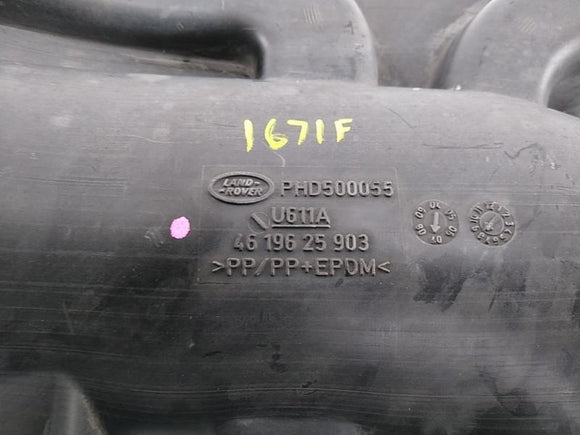 1671F
LAND-
-ROVER
PHD500055
U611A
46 196 25 903
>PP/PP+EPDM<